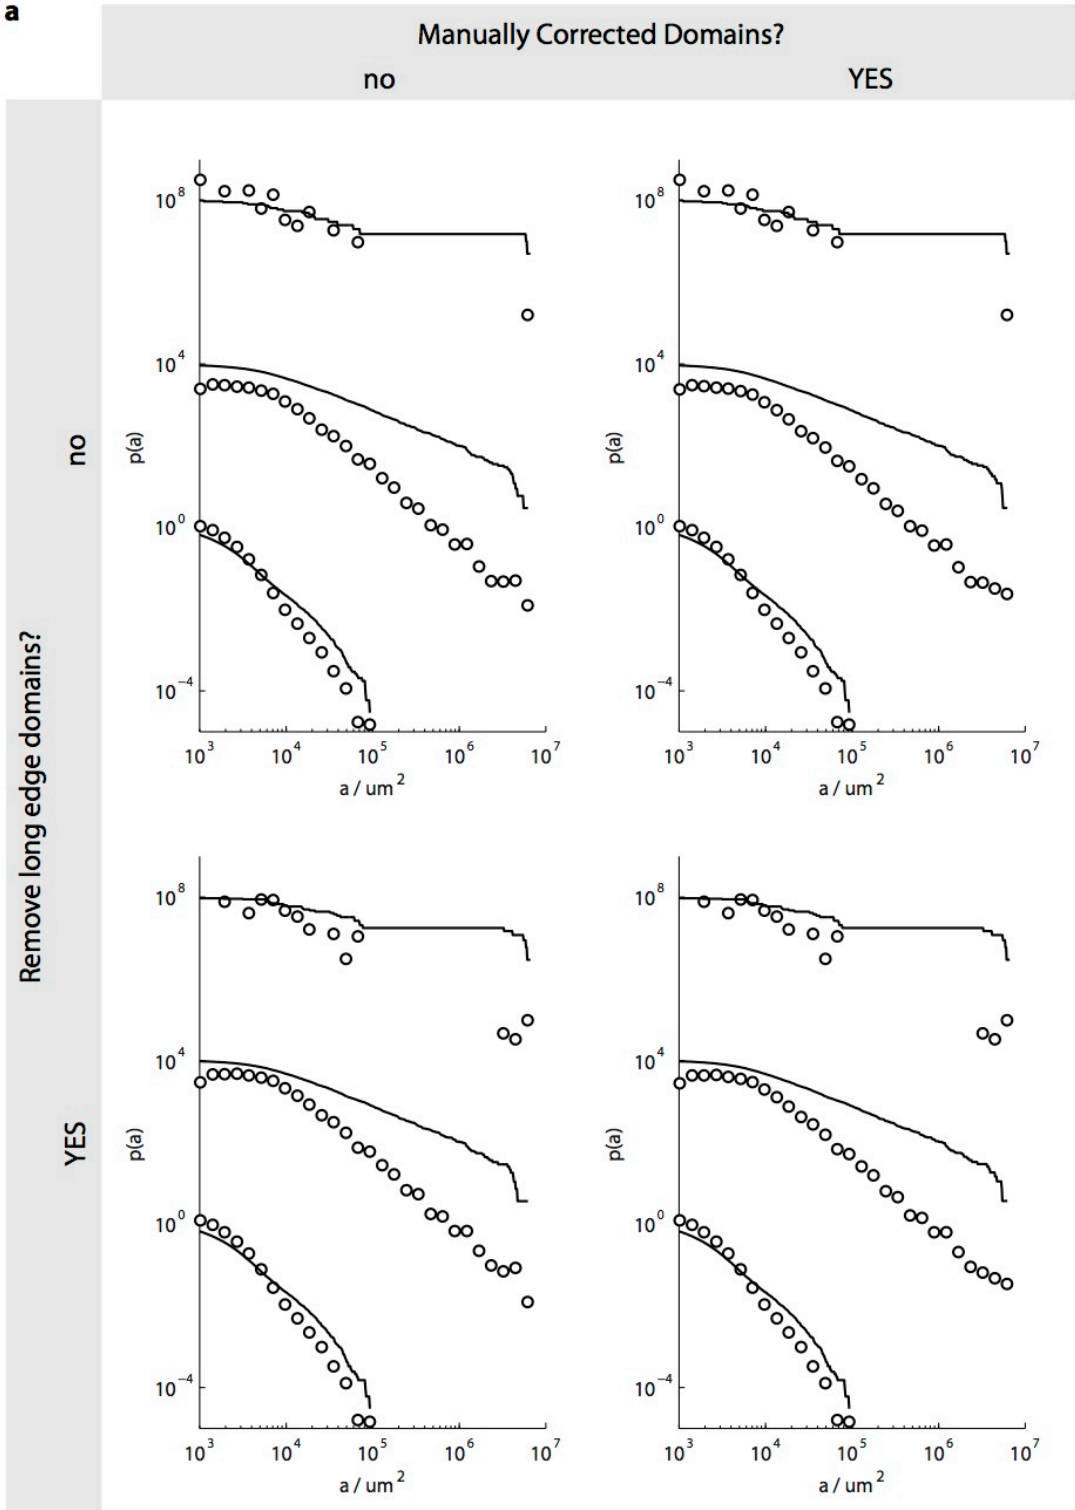 a
Manually Corrected Domains?
no YES
Remove long edge domains?
no
10^8
10^4
10^0
10^-4
p(a)
10^3 10^4 10^5 10^6 10^7
a / um^2
10^8
10^4
10^0
10^-4
p(a)
10^3 10^4 10^5 10^6 10^7
a / um^2
YES
10^8
10^4
10^0
10^-4
p(a)
10^3 10^4 10^5 10^6 10^7
a / um^2
10^8
10^4
10^0
10^-4
p(a)
10^3 10^4 10^5 10^6 10^7
a / um^2